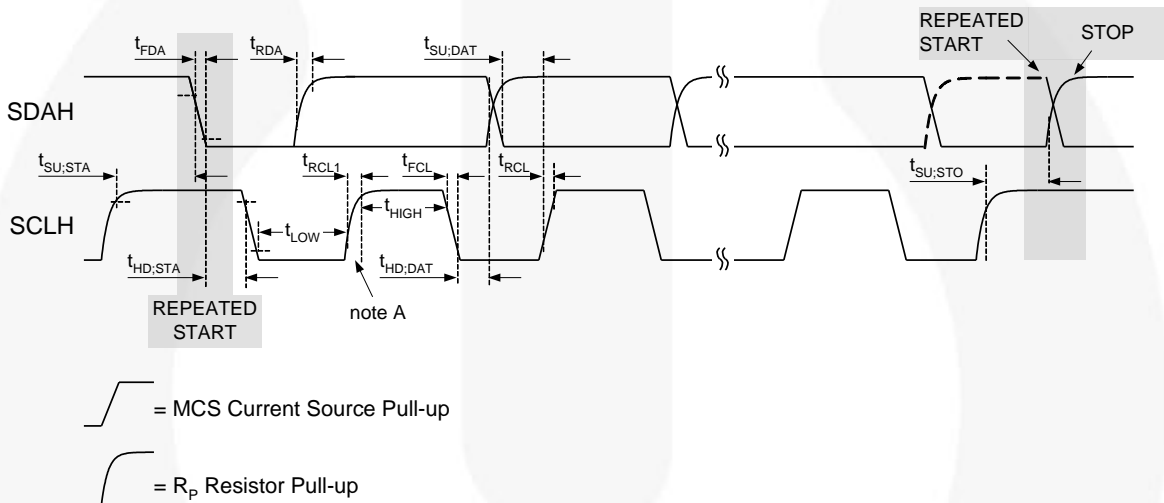 REPEATED
START
STOP
tFDA
tRDA
tSU;DAT
SDAH
tSU;STA
tRCL1
tFCL
tRCL
tSU;STO
SCLH
tHIGH
tLOW
tHD;STA
tHD;DAT
REPEATED
START
note A
= MCS Current Source Pull-up
= RP Resistor Pull-up